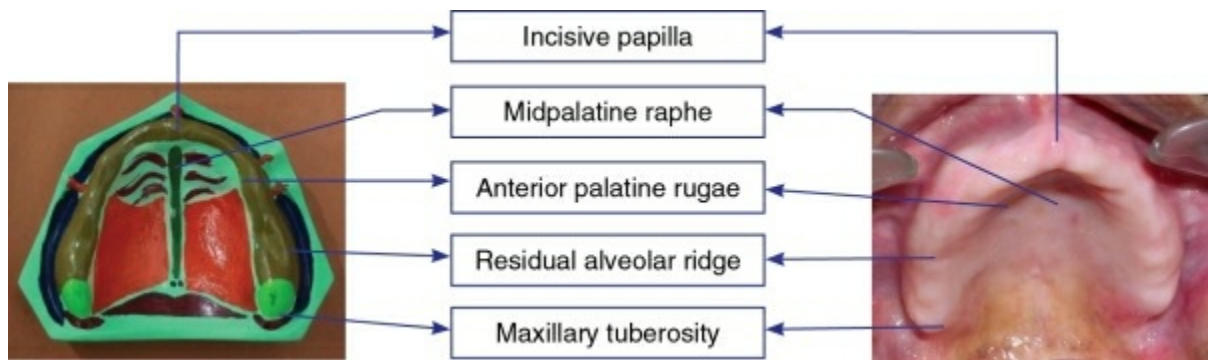 Incisive papilla
Midpalatine raphe
Anterior palatine rugae
Residual alveolar ridge
Maxillary tuberosity